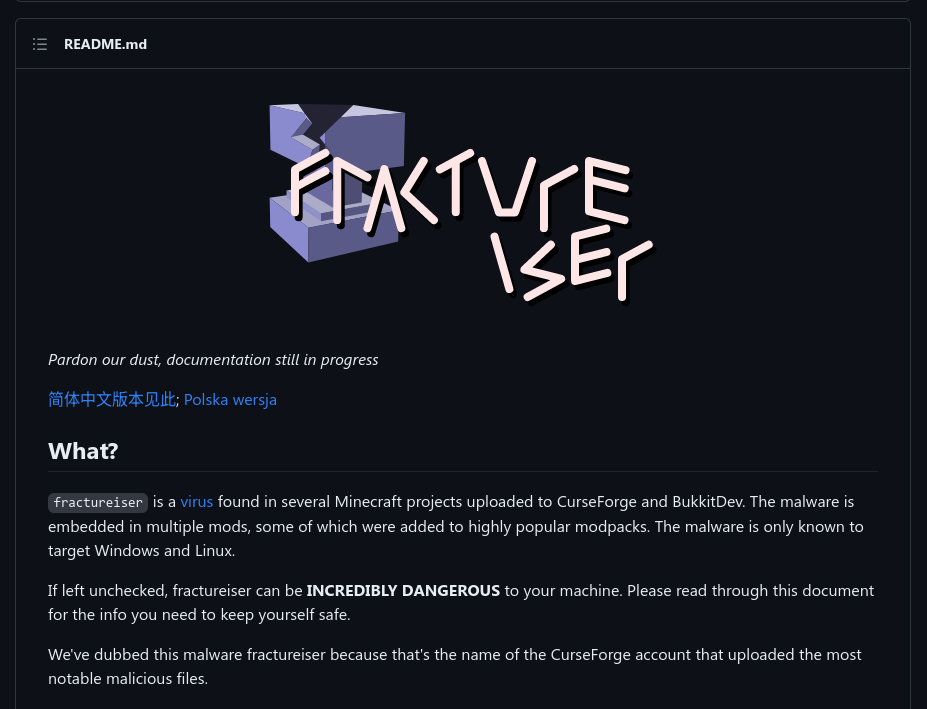 README.md
FRACTURE
ISER
Pardon our dust, documentation still in progress
简体中文版本见此; Polska wersja
What?
fractureiser is a virus found in several Minecraft projects uploaded to CurseForge and BukkitDev. The malware is
embedded in multiple mods, some of which were added to highly popular modpacks. The malware is only known to
target Windows and Linux.
If left unchecked, fractureiser can be INCREDIBLY DANGEROUS to your machine. Please read through this document
for the info you need to keep yourself safe.
We've dubbed this malware fractureiser because that's the name of the CurseForge account that uploaded the most
notable malicious files.